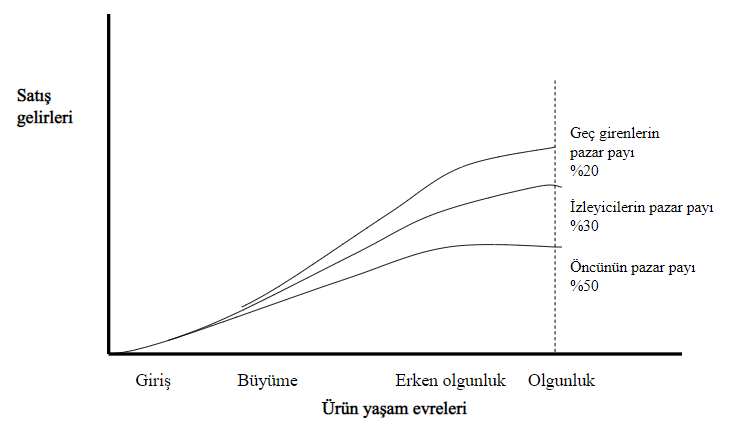 Satış
gelirleri
Geç girenlerin
pazar payı
%20
İzleyicilerin pazar payı
%30
Öncünün pazar payı
%50
Giriş
Büyüme
Erken olgunluk
Olgunluk
Ürün yaşam evreleri